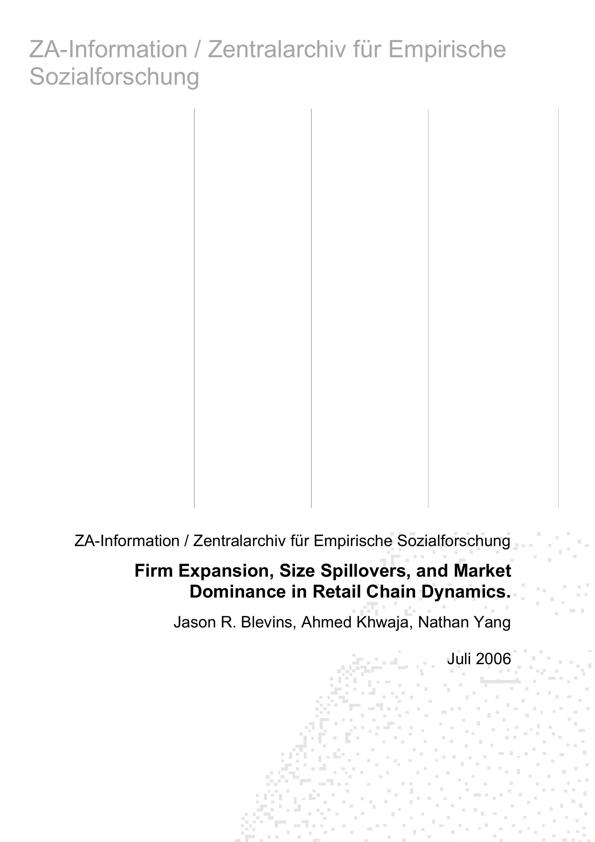 ZA-Information / Zentralarchiv für Empirische
Sozialforschung
ZA-Information / Zentralarchiv für Empirische Sozialforschung
Firm Expansion, Size Spillovers, and Market
Dominance in Retail Chain Dynamics.
Jason R. Blevins, Ahmed Khwaja, Nathan Yang
Juli 2006